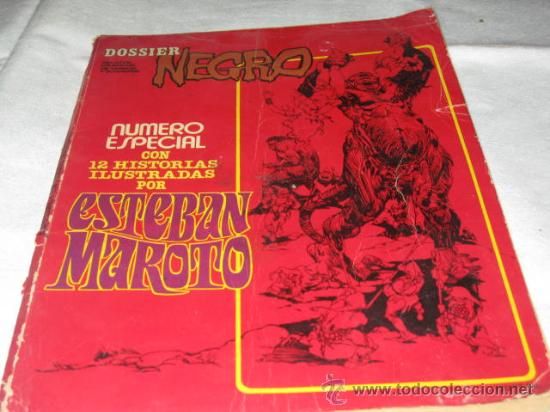 DOSSIER NEGRO
NUMERO
ESPECIAL
CON
12 HISTORIAS
ILUSTRADAS
POR
ESTEBAN
MAROTO
© www.todocoleccion.net